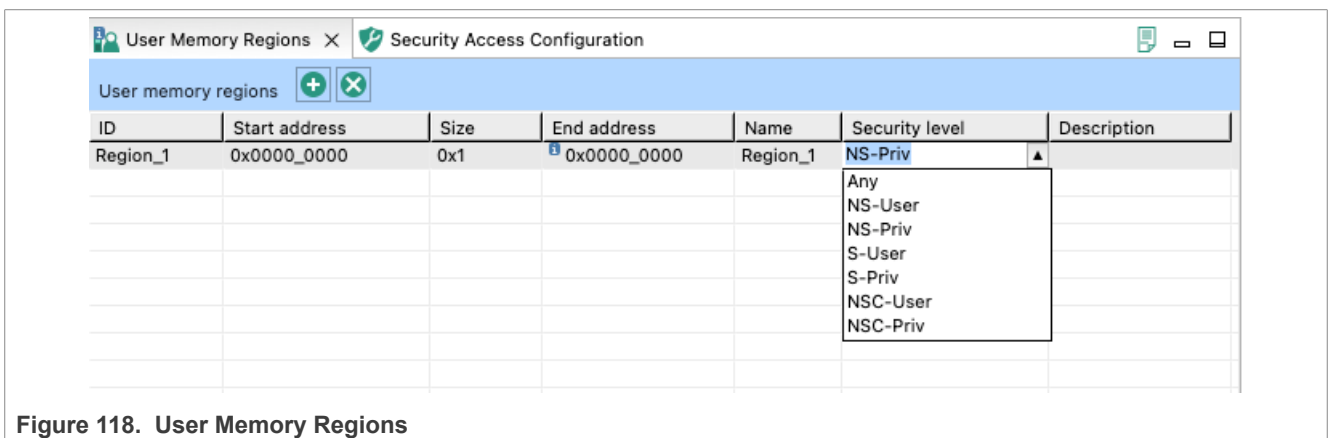 User Memory Regions Security Access Configuration
User memory regions
ID Start address Size End address Name Security level Description
Region_1 0x0000_0000 0x1 0x0000_0000 Region_1 NS-Priv
Any
NS-User
NS-Priv
S-User
S-Priv
NSC-User
NSC-Priv
Figure 118. User Memory Regions